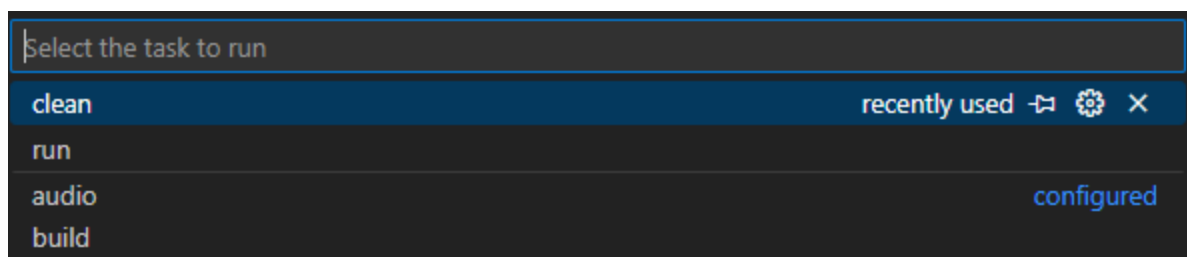 Select the task to run
clean recently used
run
audio configured
build